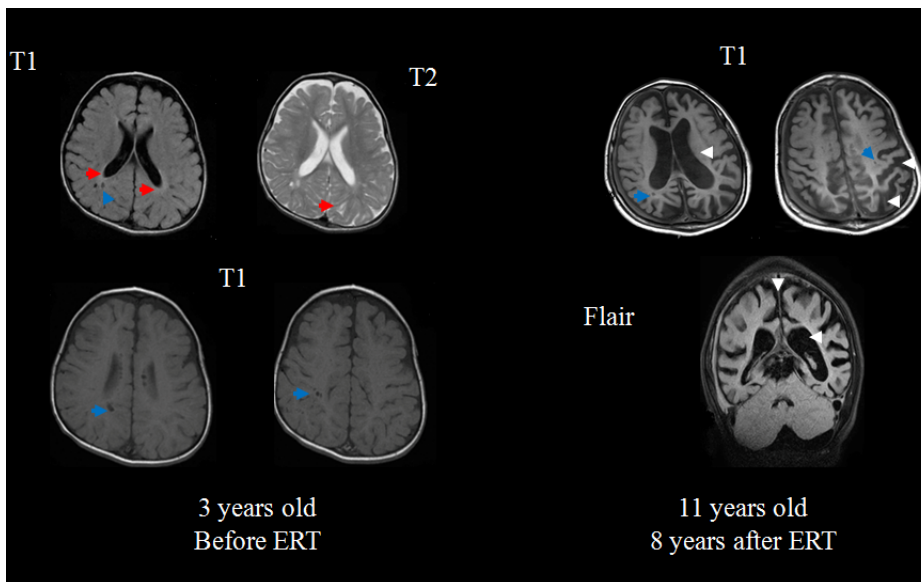 T1
T2
T1
T1
Flair
3 years old
Before ERT
11 years old
8 years after ERT